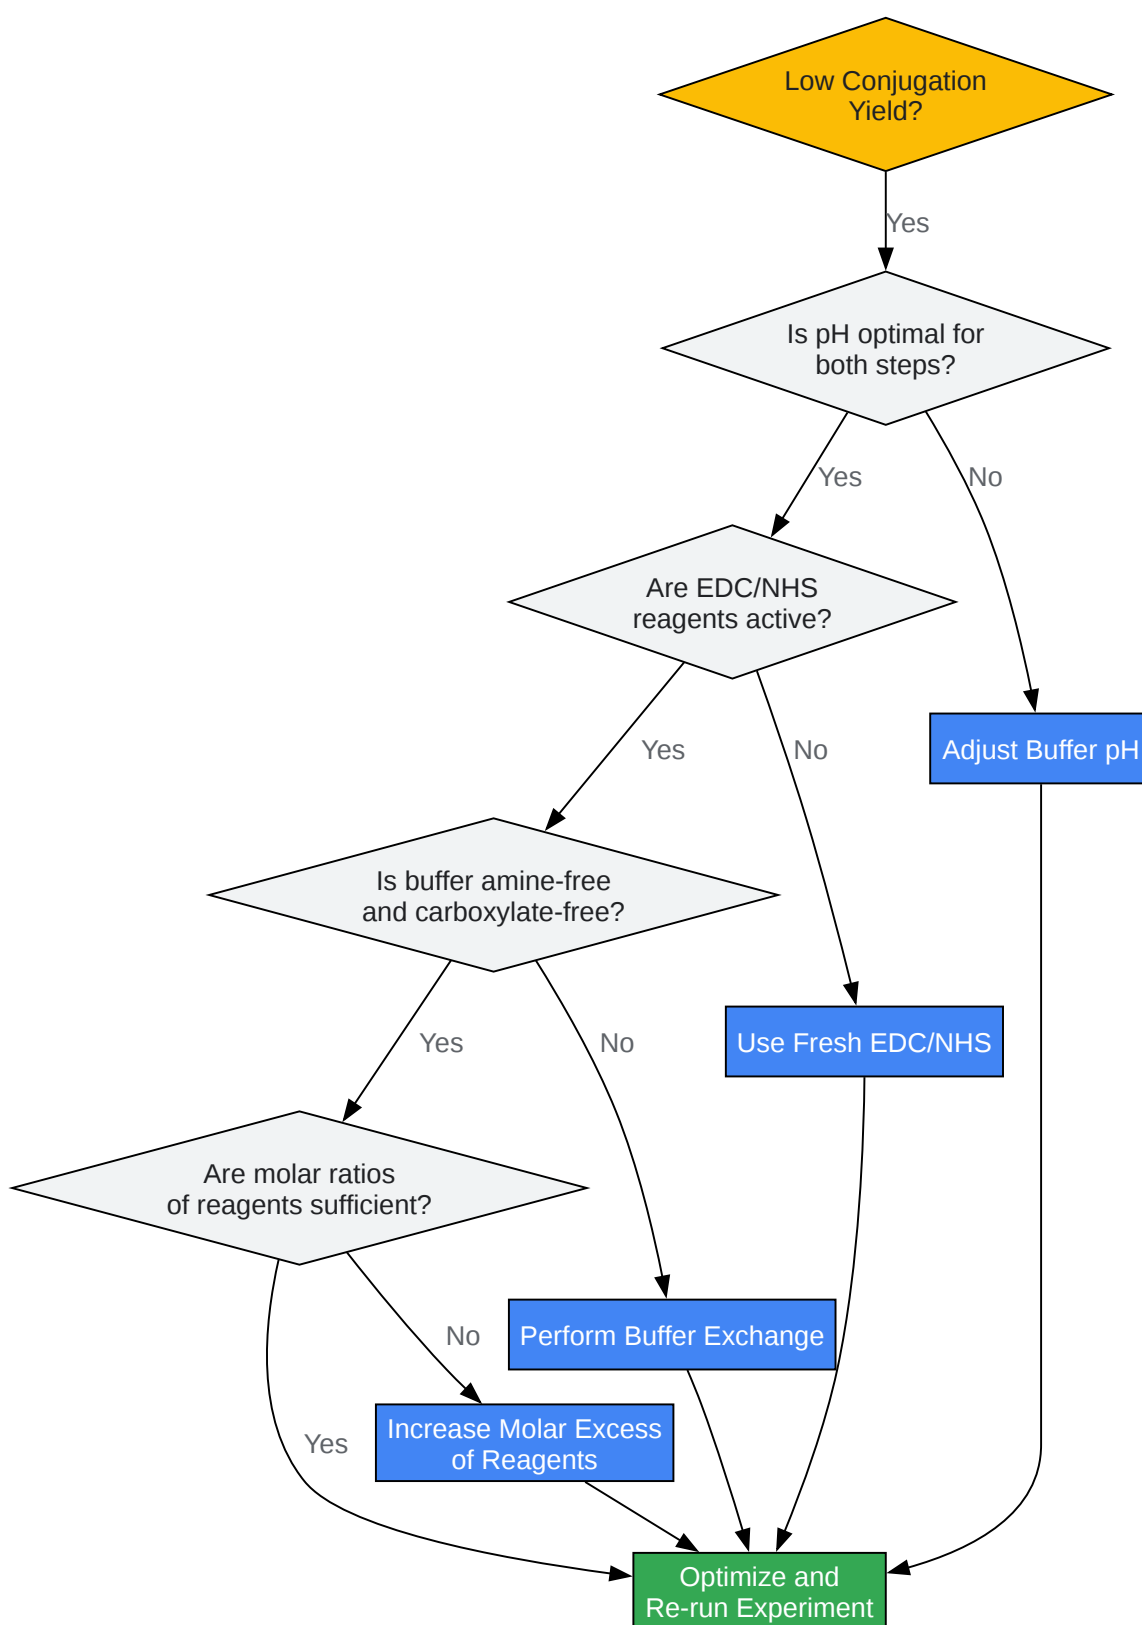 Low Conjugation
Yield?
Yes
Is pH optimal for
both steps?
Yes
No
Are EDC/NHS
reagents active?
Yes
No
Adjust Buffer pH
Is buffer amine-free
and carboxylate-free?
Yes
No
Use Fresh EDC/NHS
Are molar ratios
of reagents sufficient?
No
Perform Buffer Exchange
Yes
Increase Molar Excess
of Reagents
Optimize and
Re-run Experiment